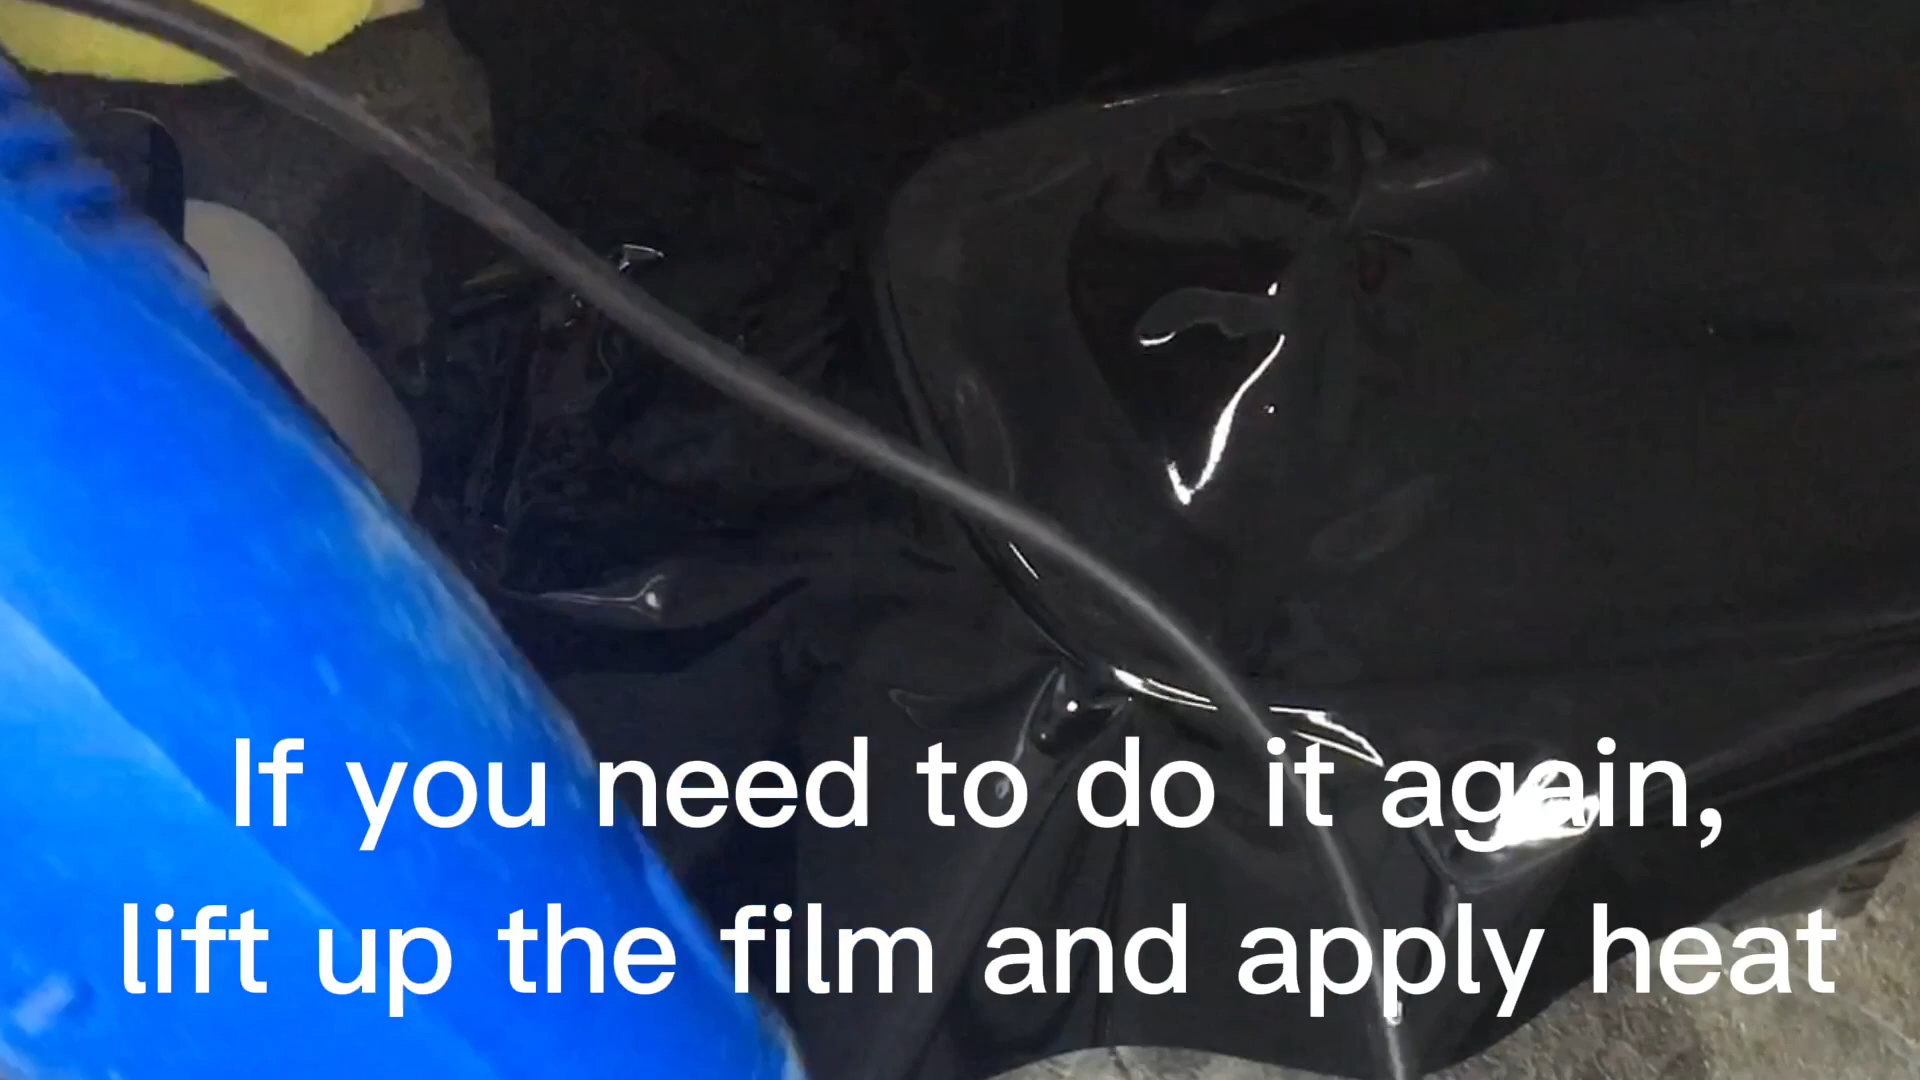 If you need to do it again,
lift up the film and apply heat